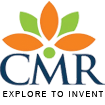 CMR
EXPLORE TO INVENT